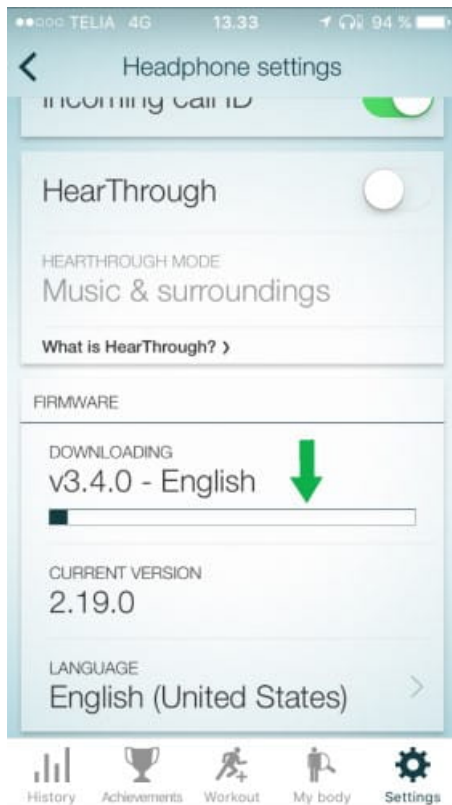 TELIA 4G 13.33 94 %
Headphone settings
Incoming call ID
HearThrough
HEARTHROUGH MODE
Music & surroundings
What is HearThrough?
FIRMWARE
DOWNLOADING
v3.4.0 - English
CURRENT VERSION
2.19.0
LANGUAGE
English (United States)
History Achievements Workout My body Settings